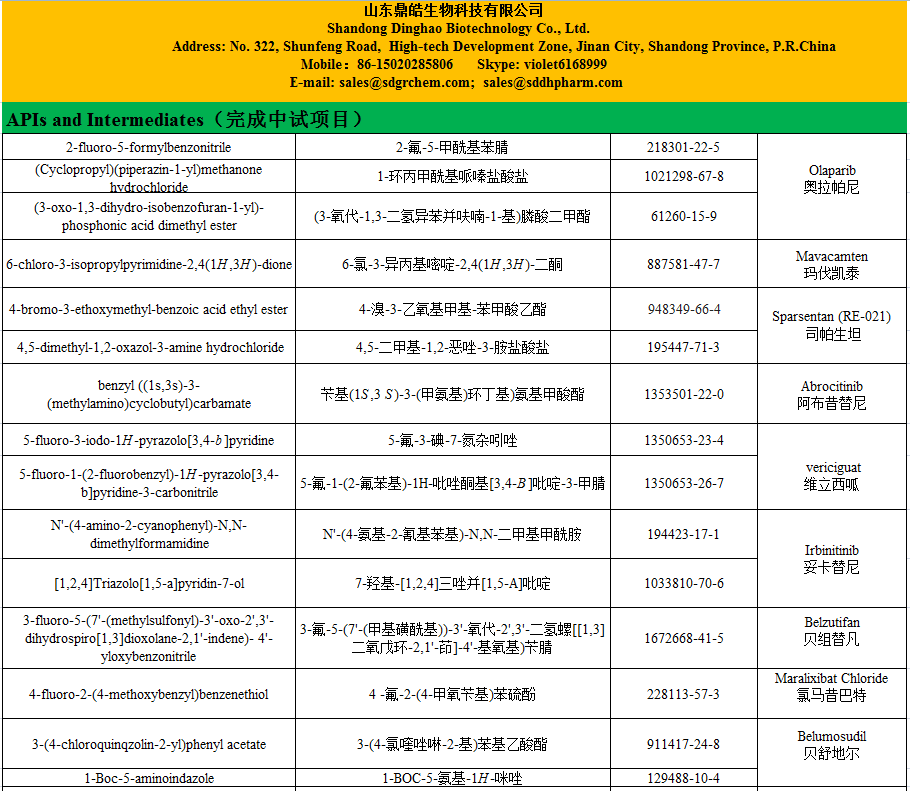 山东鼎皓生物科技有限公司
Shandong Dinghao Biotechnology Co., Ltd.
Address: No. 322, Shunfeng Road, High-tech Development Zone, Jinan City, Shandong Province, P.R.China
Mobile：86-15020285806 Skype: violet6168999
E-mail: sales@sdgrchem.com；sales@sddhpharm.com
APIs and Intermediates（完成中试项目）
2-fluoro-5-formylbenzonitrile
2-氟-5-甲酰基苯腈
218301-22-5
Olaparib
奥拉帕尼
(Cyclopropyl)(piperazin-1-yl)methanone
hydrochloride
1-环丙甲酰基哌嗪盐酸盐
1021298-67-8
(3-oxo-1,3-dihydro-isobenzofuran-1-yl)-
phosphonic acid dimethyl ester
(3-氧代-1,3-二氢异苯并呋喃-1-基)膦酸二甲酯
61260-15-9
6-chloro-3-isopropylpyrimidine-2,4(1H,3H)-dione
6-氯-3-异丙基嘧啶-2,4(1H,3H)-二酮
887581-47-7
Mavacamten
玛伐凯泰
4-bromo-3-ethoxymethyl-benzoic acid ethyl ester
4-溴-3-乙氧基甲基-苯甲酸乙酯
948349-66-4
Sparsentan (RE-021)
司帕生坦
4,5-dimethyl-1,2-oxazol-3-amine hydrochloride
4,5-二甲基-1,2-恶唑-3-胺盐酸盐
195447-71-3
benzyl ((1s,3s)-3-
(methylamino)cyclobutyl)carbamate
苄基(1S,3 S)-3-(甲氨基)环丁基)氨基甲酸酯
1353501-22-0
Abrocitinib
阿布昔替尼
5-fluoro-3-iodo-1H-pyrazolo[3,4-b]pyridine
5-氟-3-碘-7-氮杂吲唑
1350653-23-4
vericiguat
维立西呱
5-fluoro-1-(2-fluorobenzyl)-1H-pyrazolo[3,4-
b]pyridine-3-carbonitrile
5-氟-1-(2-氟苯基)-1H-吡唑酮基[3,4-B]吡啶-3-甲腈
1350653-26-7
N'-(4-amino-2-cyanophenyl)-N,N-
dimethylformamidine
N'-(4-氨基-2-氰基苯基)-N,N-二甲基甲酰胺
194423-17-1
Irbinitinib
妥卡替尼
[1,2,4]Triazolo[1,5-a]pyridin-7-ol
7-羟基-[1,2,4]三唑并[1,5-A]吡啶
1033810-70-6
3-fluoro-5-(7'-(methylsulfonyl)-3'-oxo-2',3'-
dihydrospiro[1,3]dioxolane-2,1'-indene)- 4'-
yloxybenzonitrile
3-氟-5-(7'-(甲基磺酰基))-3'-氧代-2',3'-二氢螺[[1,3]
二氧戊环-2,1'-茚]-4'-基氧基)苄腈
1672668-41-5
Belzutifan
贝组替凡
4-fluoro-2-(4-methoxybenzyl)benzenethiol
4 -氟-2-(4-甲氧苄基)苯硫酚
228113-57-3
Maralixibat Chloride
氯马昔巴特
3-(4-chloroquinqzolin-2-yl)phenyl acetate
3-(4-氯喹唑啉-2-基)苯基乙酸酯
911417-24-8
Belumosudil
贝舒地尔
1-Boc-5-aminoindazole
1-BOC-5-氨基-1H-咪唑
129488-10-4